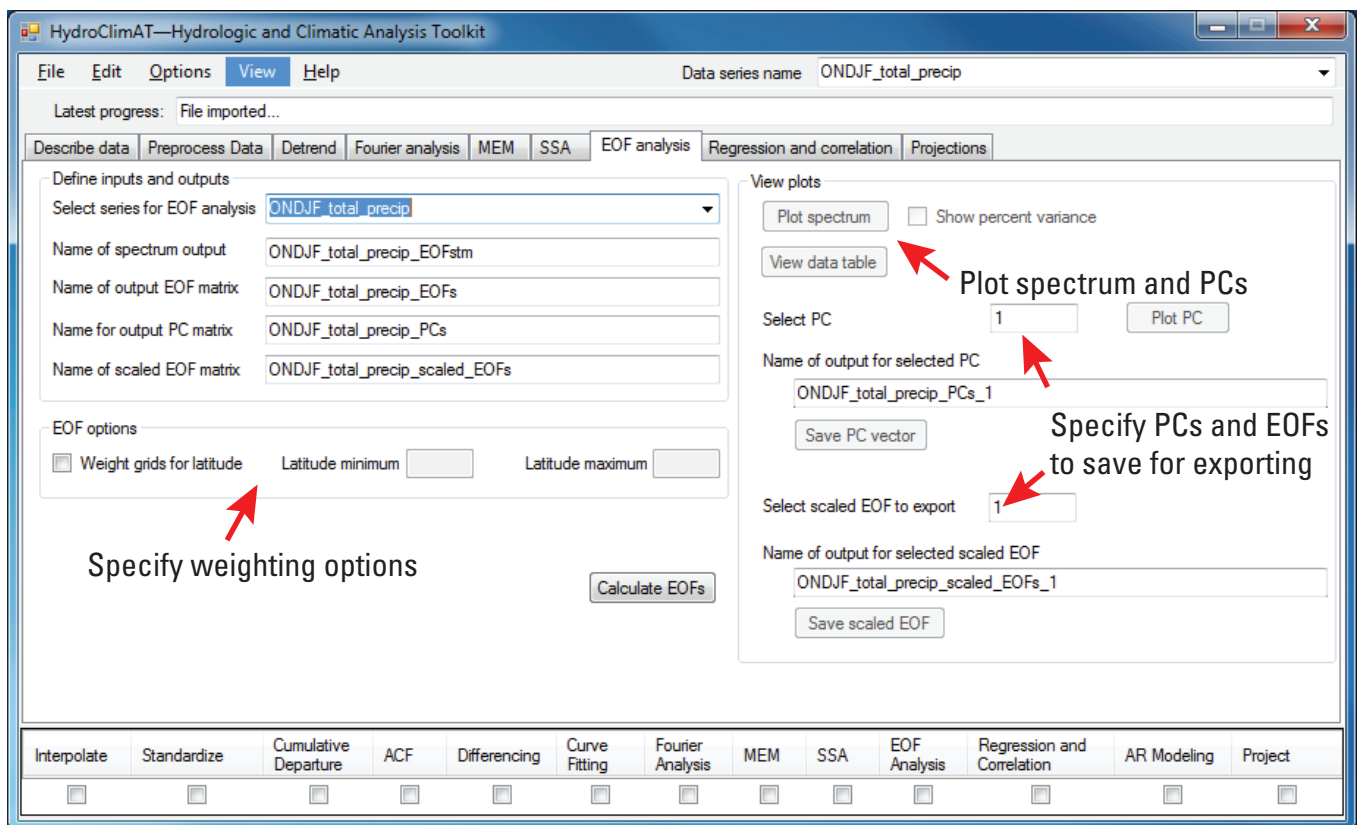 HydroClimAT—Hydrologic and Climatic Analysis Toolkit
File Edit Options View Help Data series name ONDJF_total_precip
Latest progress: File imported...
Describe data Preprocess Data Detrend Fourier analysis MEM SSA EOF analysis Regression and correlation Projections
Define inputs and outputs
Select series for EOF analysis ONDJF_total_precip
Name of spectrum output ONDJF_total_precip_EOFstm
Name of output EOF matrix ONDJF_total_precip_EOFs
Name for output PC matrix ONDJF_total_precip_PCs
Name of scaled EOF matrix ONDJF_total_precip_scaled_EOFs
EOF options
Weight grids for latitude Latitude minimum Latitude maximum
Specify weighting options
Calculate EOFs
View plots
Plot spectrum Show percent variance
View data table
Plot spectrum and PCs
Select PC 1 Plot PC
Name of output for selected PC
ONDJF_total_precip_PCs_1
Save PC vector
Specify PCs and EOFs
to save for exporting
Select scaled EOF to export 1
Name of output for selected scaled EOF
ONDJF_total_precip_scaled_EOFs_1
Save scaled EOF
Interpolate Standardize Cumulative Departure ACF Differencing Curve Fitting Fourier Analysis MEM SSA EOF Analysis Regression and Correlation AR Modeling Project